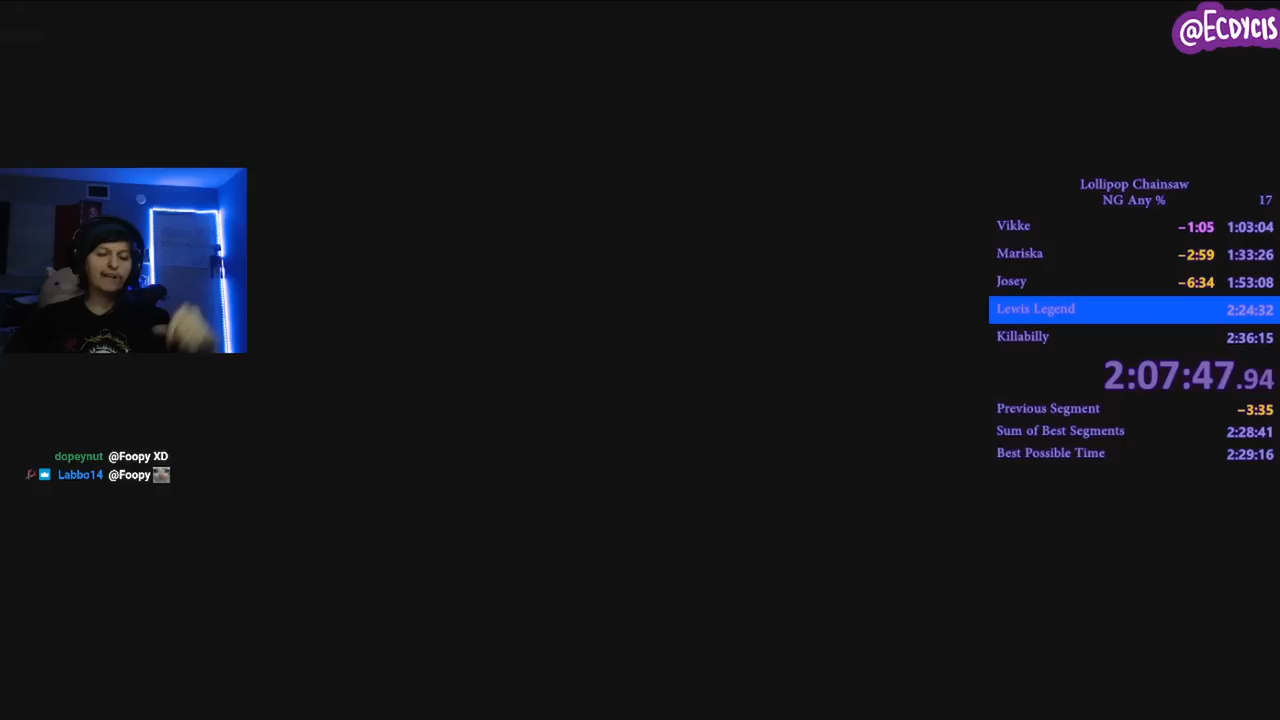 @ECDYCIS
Lollipop Chainsaw
NG Any % 17
Vikke −1:05 1:03:04
Mariska −2:59 1:33:26
Josey −6:34 1:53:08
Lewis Legend 2:24:32
Killabilly 2:36:15
2:07:47.94
Previous Segment −3:35
Sum of Best Segments 2:28:41
Best Possible Time 2:29:16
dopeynut @Foopy XD
Labbo14 @Foopy